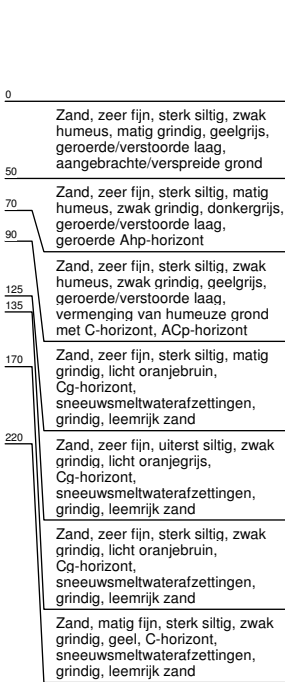 0
Zand, zeer fijn, sterk siltig, zwak
humeus, matig grindig, geelgrijs,
geroerde/verstoorde laag,
aangebrachte/verspreide grond
50
Zand, zeer fijn, sterk siltig, matig
humeus, zwak grindig, donkergrijs,
geroerde/verstoorde laag,
geroerde Ahp-horizont
70
Zand, zeer fijn, sterk siltig, zwak
humeus, zwak grindig, geelgrijs,
geroerde/verstoorde laag,
vermenging van humeuze grond
met C-horizont, ACp-horizont
90
Zand, zeer fijn, sterk siltig, matig
grindig, licht oranjebruin,
Cg-horizont,
sneeuwsmeltwaterafzettingen,
grindig, leemrijk zand
125
Zand, zeer fijn, uiterst siltig, zwak
grindig, licht oranjegrijs,
Cg-horizont,
sneeuwsmeltwaterafzettingen,
grindig, leemrijk zand
135
Zand, zeer fijn, sterk siltig, zwak
grindig, licht oranjebruin,
Cg-horizont,
sneeuwsmeltwaterafzettingen,
grindig, leemrijk zand
170
Zand, matig fijn, sterk siltig, zwak
grindig, geel, C-horizont,
sneeuwsmeltwaterafzettingen,
grindig, leemrijk zand
220